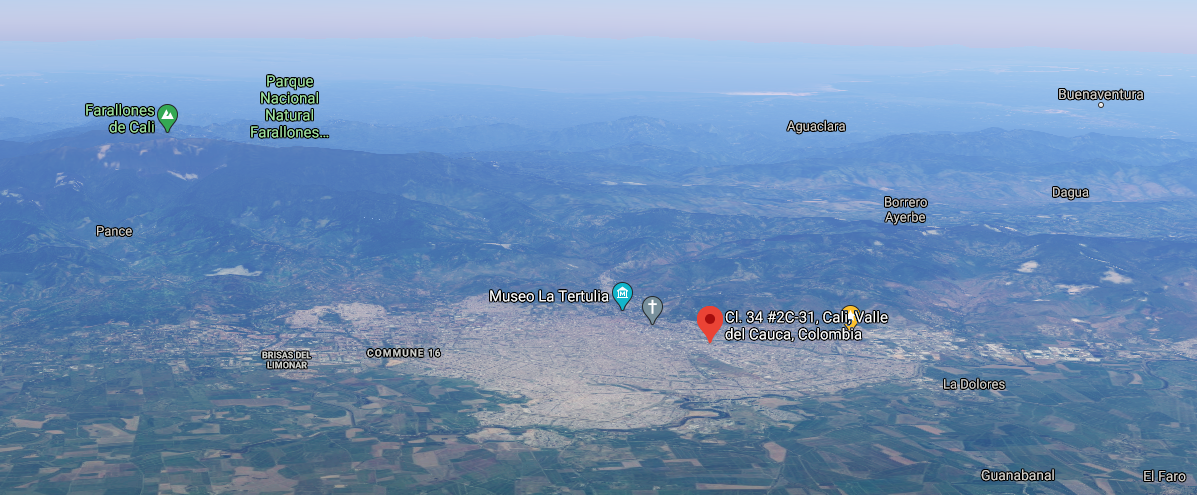 Parque
Nacional
Natural
Farallones...
Farallones
de Cali
Buenaventura
Aguaclara
Dagua
Borrero
Ayerbe
Pance
Museo La Tertulia
Cl. 34 #2C-31, Cali, Valle
del Cauca, Colombia
BRISAS DEL
LIMONAR
COMMUNE 16
La Dolores
Guanabanal
El Faro